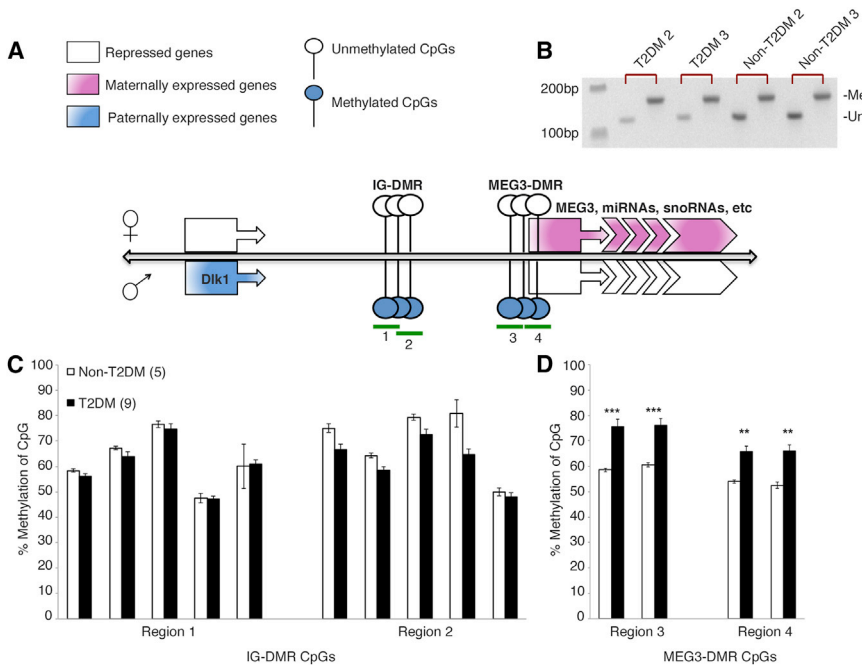 A
Repressed genes
Maternally expressed genes
Paternally expressed genes
Unmethylated CpGs
Methylated CpGs
B
T2DM 2
T2DM 3
Non-T2DM 2
Non-T2DM 3
200bp
100bp
-Me
-Un
IG-DMR
MEG3-DMR
MEG3, miRNAs, snoRNAs, etc
Dlk1
1
2
3
4
C
% Methylation of CpG
100
90
80
70
60
50
40
30
20
10
0
Non-T2DM (5)
T2DM (9)
Region 1
Region 2
IG-DMR CpGs
D
% Methylation of CpG
100
90
80
70
60
50
40
30
20
10
0
***
***
**
**
Region 3
Region 4
MEG3-DMR CpGs